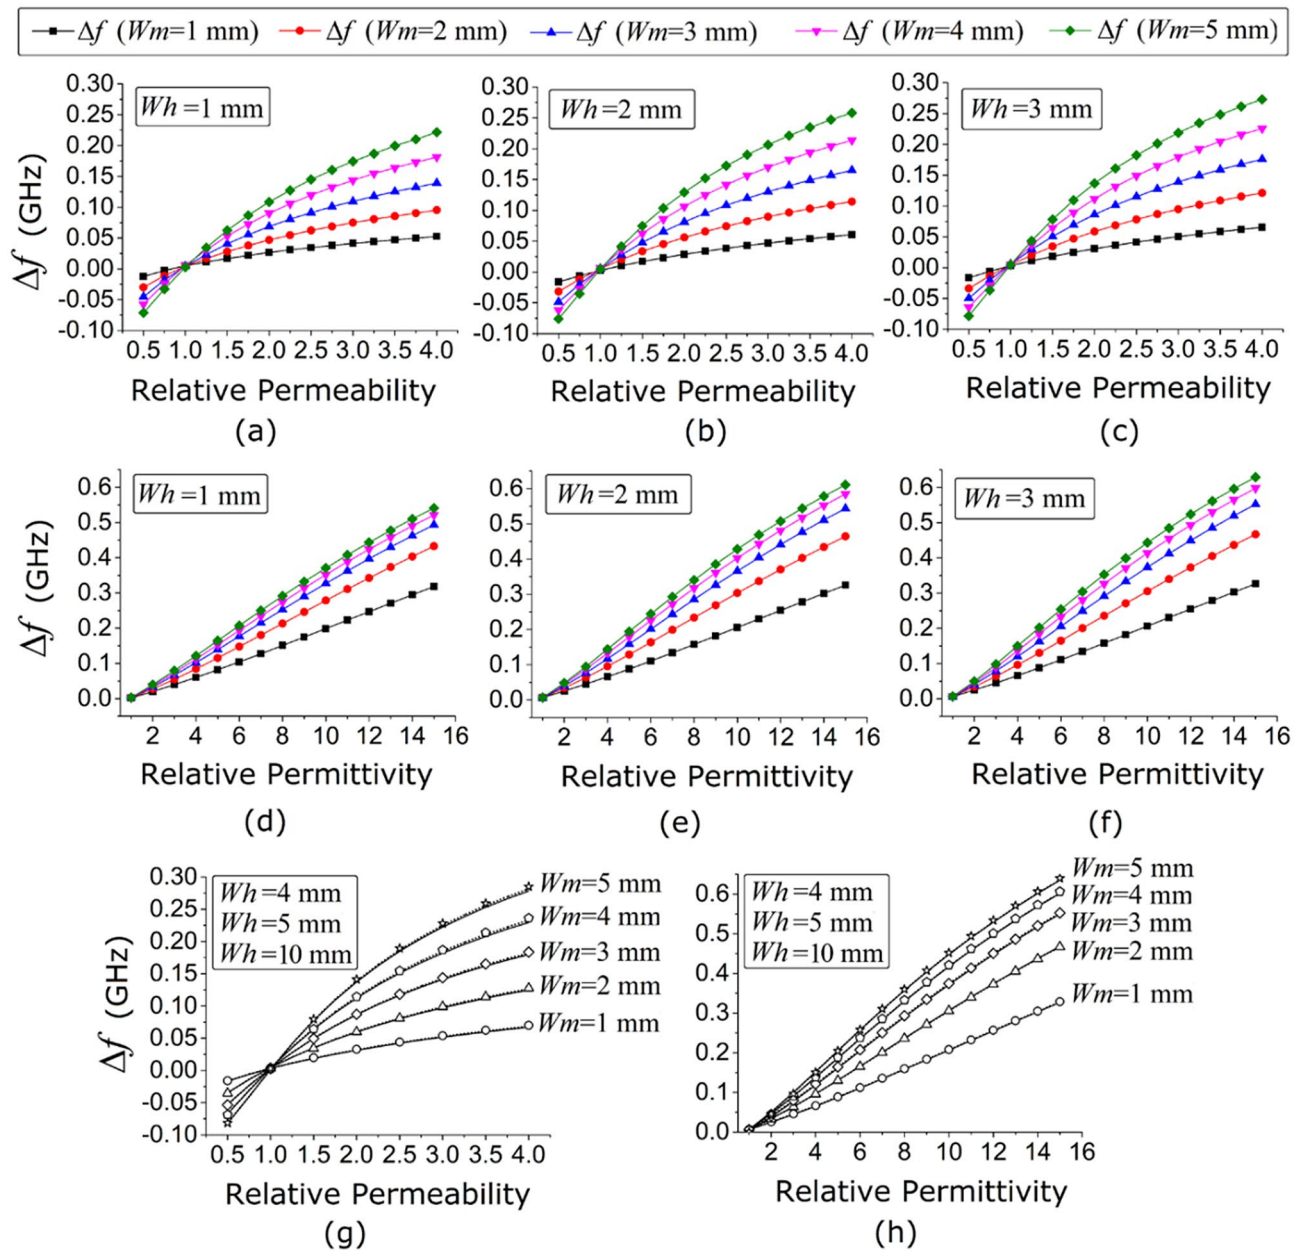 Δf (Wm=1 mm) Δf (Wm=2 mm) Δf (Wm=3 mm) Δf (Wm=4 mm) Δf (Wm=5 mm)
Δf (GHz)
0.30
0.25
0.20
0.15
0.10
0.05
0.00
-0.05
-0.10
Wh=1 mm
0.5 1.0 1.5 2.0 2.5 3.0 3.5 4.0
Relative Permeability
(a)
0.30
0.25
0.20
0.15
0.10
0.05
0.00
-0.05
-0.10
Wh=2 mm
0.5 1.0 1.5 2.0 2.5 3.0 3.5 4.0
Relative Permeability
(b)
0.30
0.25
0.20
0.15
0.10
0.05
0.00
-0.05
-0.10
Wh=3 mm
0.5 1.0 1.5 2.0 2.5 3.0 3.5 4.0
Relative Permeability
(c)
Δf (GHz)
0.6
0.5
0.4
0.3
0.2
0.1
0.0
Wh=1 mm
2 4 6 8 10 12 14 16
Relative Permittivity
(d)
0.6
0.5
0.4
0.3
0.2
0.1
0.0
Wh=2 mm
2 4 6 8 10 12 14 16
Relative Permittivity
(e)
0.6
0.5
0.4
0.3
0.2
0.1
0.0
Wh=3 mm
2 4 6 8 10 12 14 16
Relative Permittivity
(f)
Δf (GHz)
0.30
0.25
0.20
0.15
0.10
0.05
0.00
-0.05
-0.10
Wh=4 mm
Wh=5 mm
Wh=10 mm
Wm=5 mm
Wm=4 mm
Wm=3 mm
Wm=2 mm
Wm=1 mm
0.5 1.0 1.5 2.0 2.5 3.0 3.5 4.0
Relative Permeability
(g)
0.6
0.5
0.4
0.3
0.2
0.1
0.0
Wh=4 mm
Wh=5 mm
Wh=10 mm
Wm=5 mm
Wm=4 mm
Wm=3 mm
Wm=2 mm
Wm=1 mm
2 4 6 8 10 12 14 16
Relative Permittivity
(h)